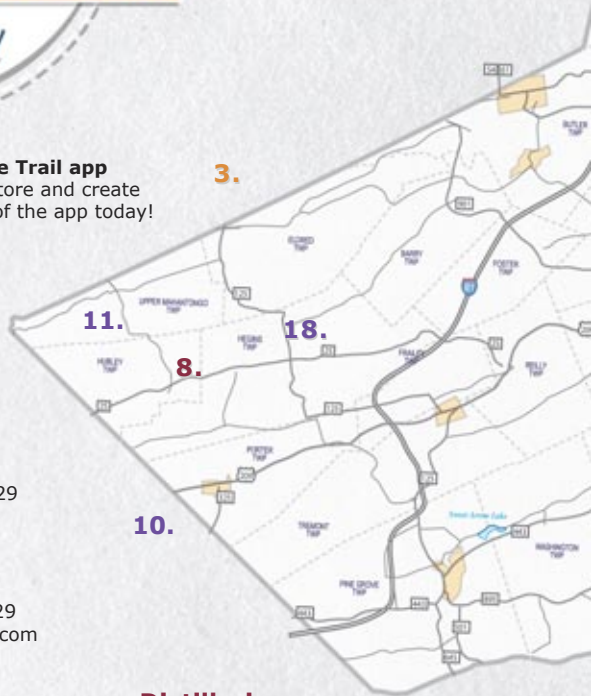 e Trail app
tore and create
of the app today!
3.
BUTLER
TWP
ELDRED
TWP
BARRY
TWP
FOSTER
TWP
UPPER MAHANTONGO
TWP
11.
HEGINS
TWP
18.
HUBLEY
TWP
8.
FRAILEY
TWP
REILLY
TWP
PORTER
TWP
29
10.
TREMONT
TWP
Sweet Arrow Lake
WASHINGTON
TWP
PINE GROVE
TWP
29
com